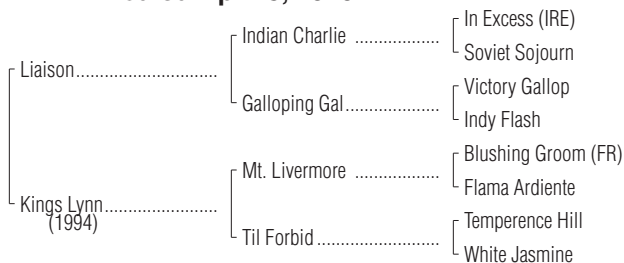 In Excess (IRE)
Indian Charlie ...................
Soviet Sojourn
Liaison................................
Victory Gallop
Galloping Gal.....................
Indy Flash
Blushing Groom (FR)
Mt. Livermore ...................
Flama Ardiente
Kings Lynn.........................
(1994)
Temperence Hill
Til Forbid ............................
White Jasmine